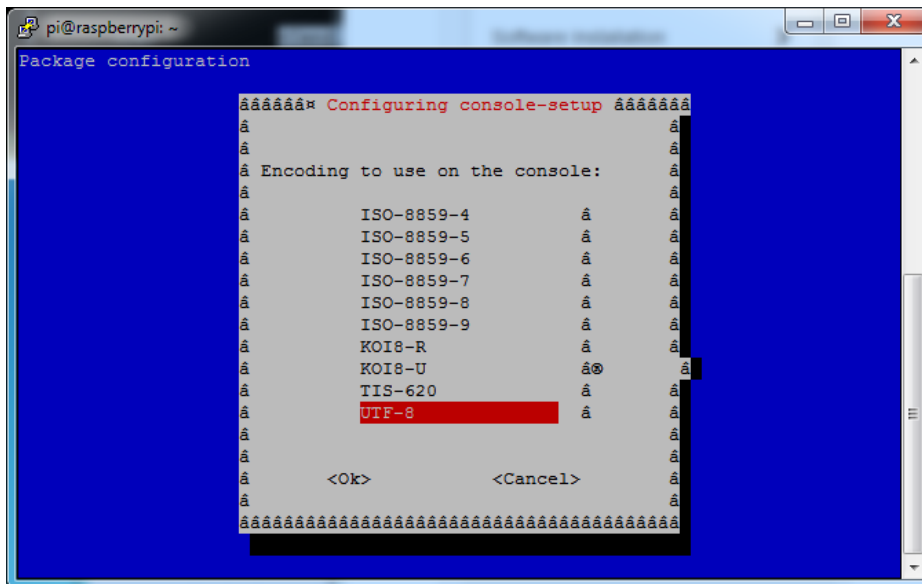 pi@raspberrypi: ~
Package configuration
ââââââ¤ Configuring console-setup âââââââ
â â
â â
â Encoding to use on the console: â
â â
â ISO-8859-4 â â
â ISO-8859-5 â â
â ISO-8859-6 â â
â ISO-8859-7 â â
â ISO-8859-8 â â
â ISO-8859-9 â â
â KOI8-R â â
â KOI8-U â® â
â TIS-620 â â
â UTF-8 â â
â â
â â
â <Ok> <Cancel> â
â â
ââââââââââââââââââââââââââââââââââââââââ